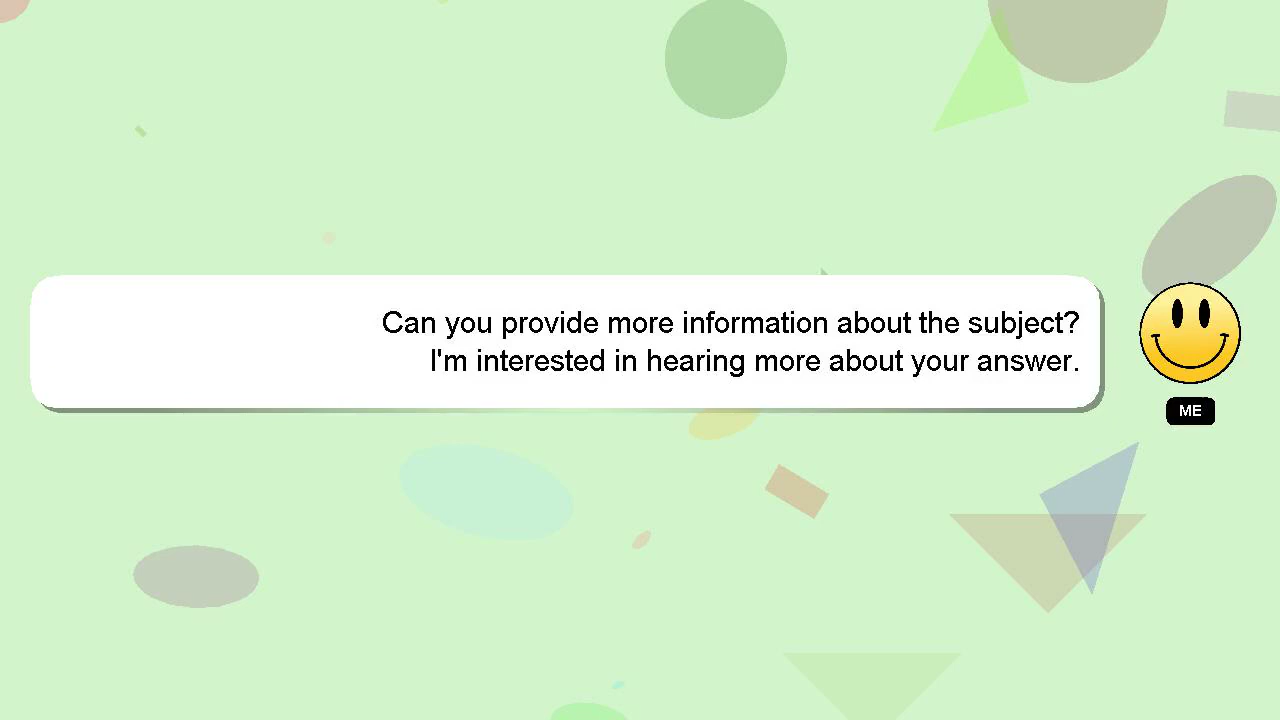 Can you provide more information about the subject?
I'm interested in hearing more about your answer.
ME